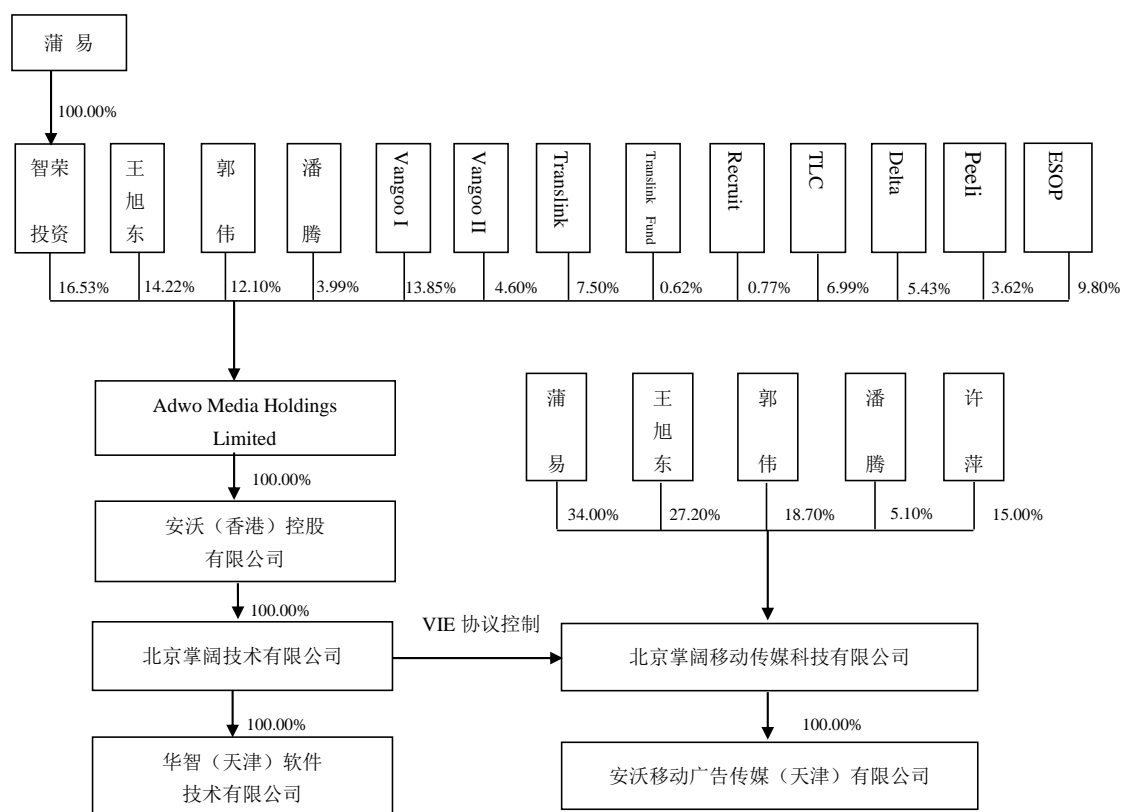 蒲 易
100.00%
智荣
投资
王旭东
郭伟
潘腾
Vangoo I
Vangoo II
Translink
Translink Fund
Recruit
TLC
Delta
Peeli
ESOP
16.53%
14.22%
12.10%
3.99%
13.85%
4.60%
7.50%
0.62%
0.77%
6.99%
5.43%
3.62%
9.80%
Adwo Media Holdings
Limited
蒲易
王旭东
郭伟
潘腾
许萍
34.00%
27.20%
18.70%
5.10%
15.00%
100.00%
安沃（香港）控股
有限公司
100.00%
北京掌阔技术有限公司
VIE 协议控制
北京掌阔移动传媒科技有限公司
100.00%
100.00%
华智（天津）软件
技术有限公司
安沃移动广告传媒（天津）有限公司